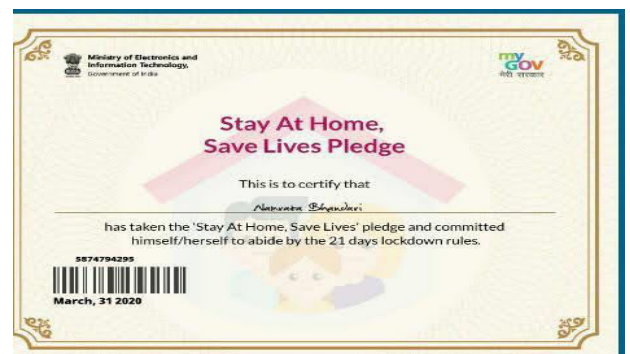 Ministry of Electronics and
Information Technology,
Government of India
my
GOV
मेरी सरकार
Stay At Home,
Save Lives Pledge
This is to certify that
Namrata Bhandari
has taken the 'Stay At Home, Save Lives' pledge and committed
himself/herself to abide by the 21 days lockdown rules.
5874794295
March, 31 2020